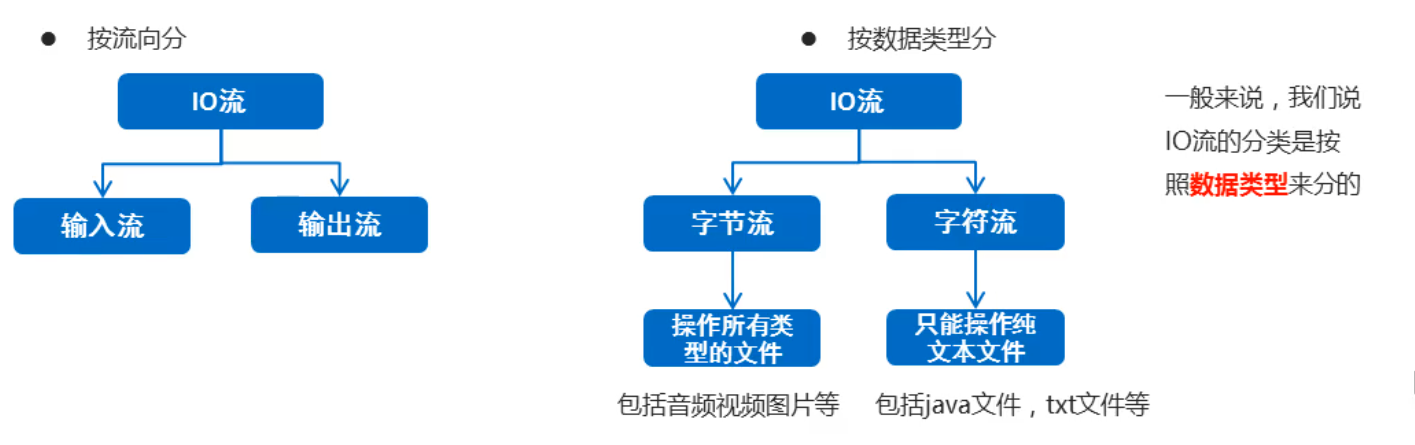 ● 按流向分
IO流
输入流
输出流
● 按数据类型分
IO流
字节流
字符流
操作所有类
型的文件
只能操作纯
文本文件
包括音频视频图片等
包括java文件，txt文件等
一般来说，我们说
IO流的分类是按
照数据类型来分的